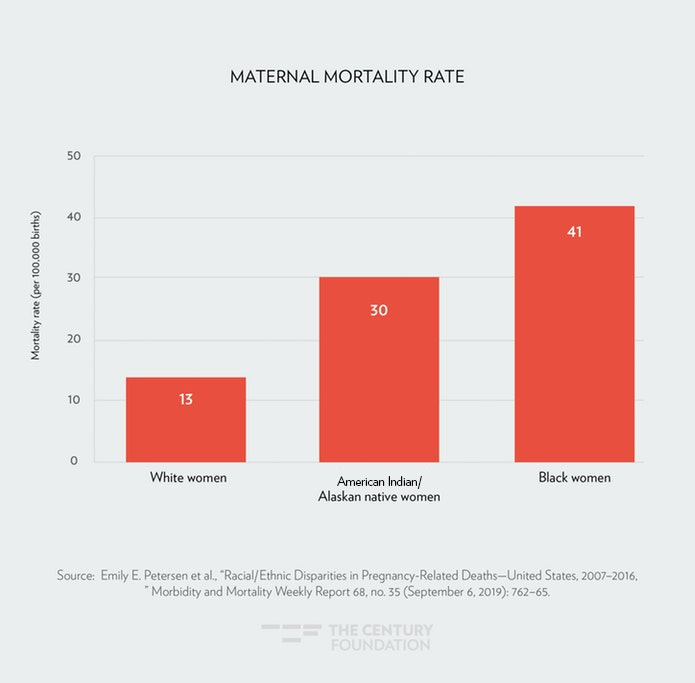 MATERNAL MORTALITY RATE
Mortality rate (per 100,000 births)
50
40
30
20
10
0
13
30
41
White women
American Indian/
Alaskan native women
Black women
Source:  Emily E. Petersen et al., “Racial/Ethnic Disparities in Pregnancy-Related Deaths—United States, 2007–2016,
” Morbidity and Mortality Weekly Report 68, no. 35 (September 6, 2019): 762–65.
THE CENTURY
FOUNDATION